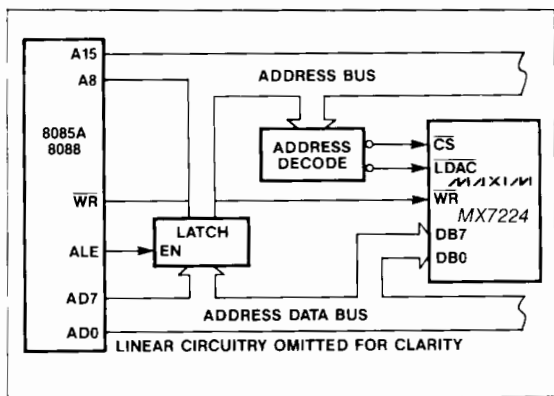 A15
A8
ADDRESS BUS
8085A
8088
ADDRESS
DECODE
CS
LDAC
MAXIM
WR
WR
MX7224
LATCH
ALE
EN
DB7
DB0
AD7
ADDRESS DATA BUS
AD0
LINEAR CIRCUITRY OMITTED FOR CLARITY